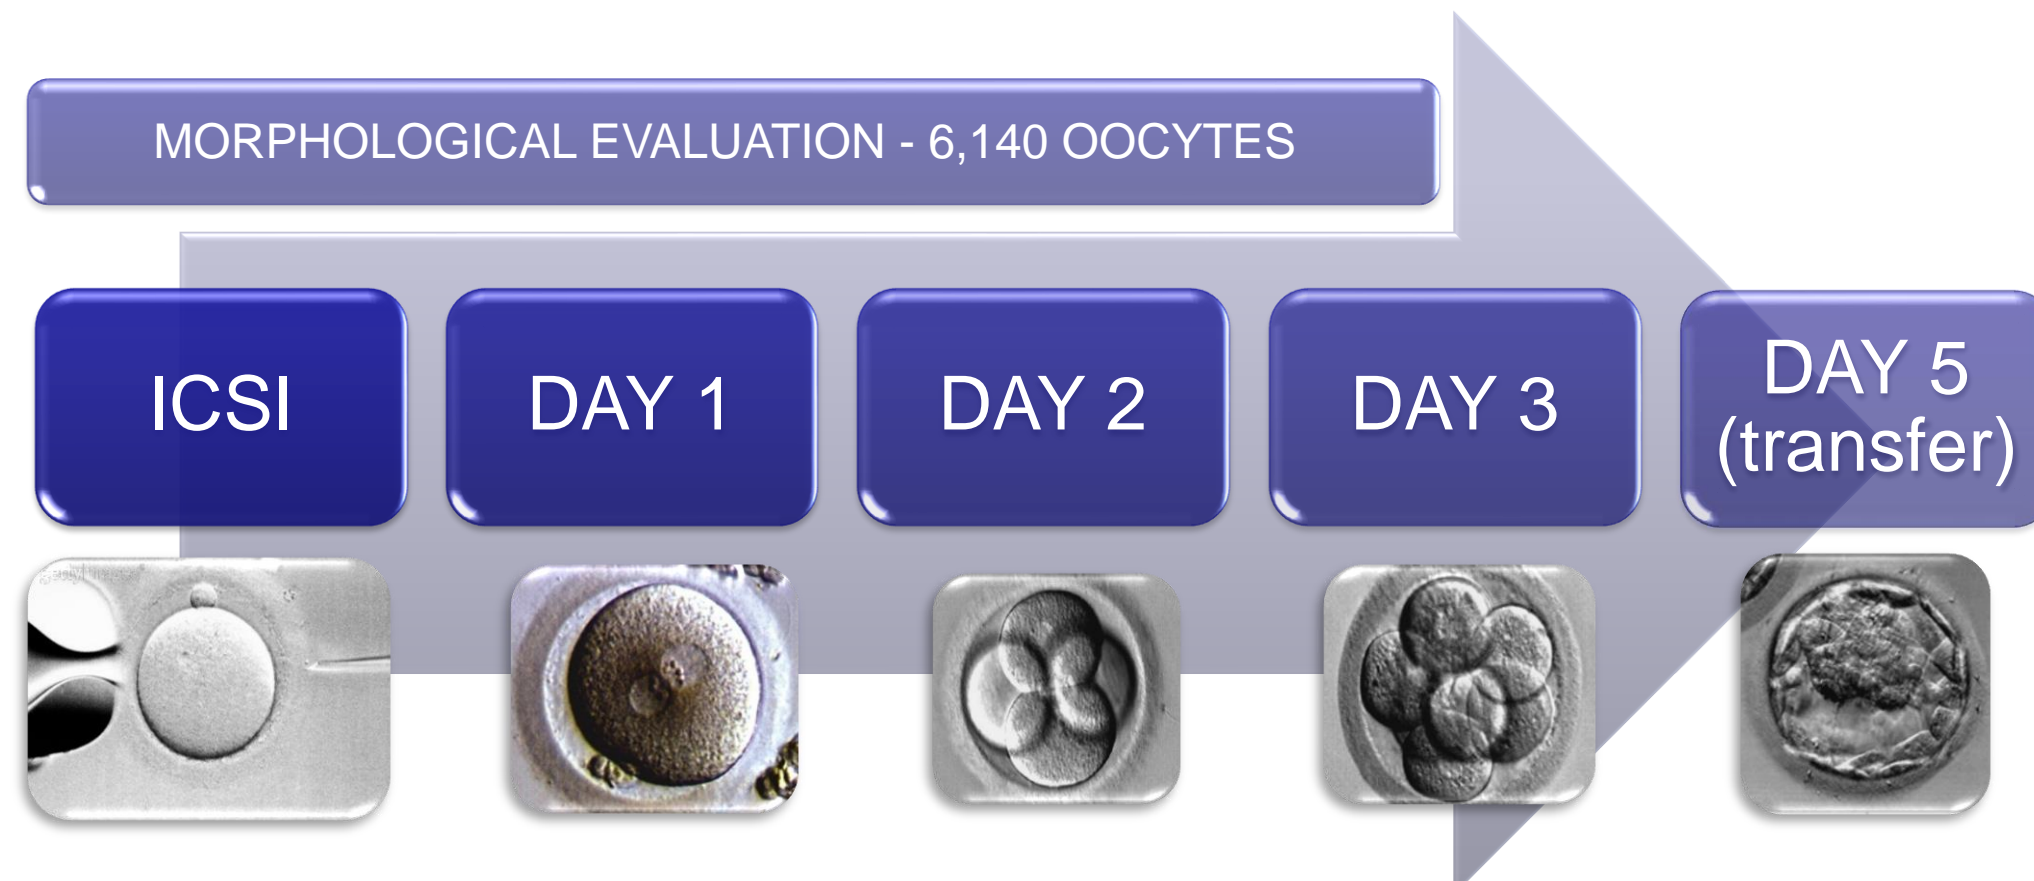 MORPHOLOGICAL EVALUATION - 6,140 OOCYTES
ICSI
DAY 1
DAY 2
DAY 3
DAY 5
(transfer)